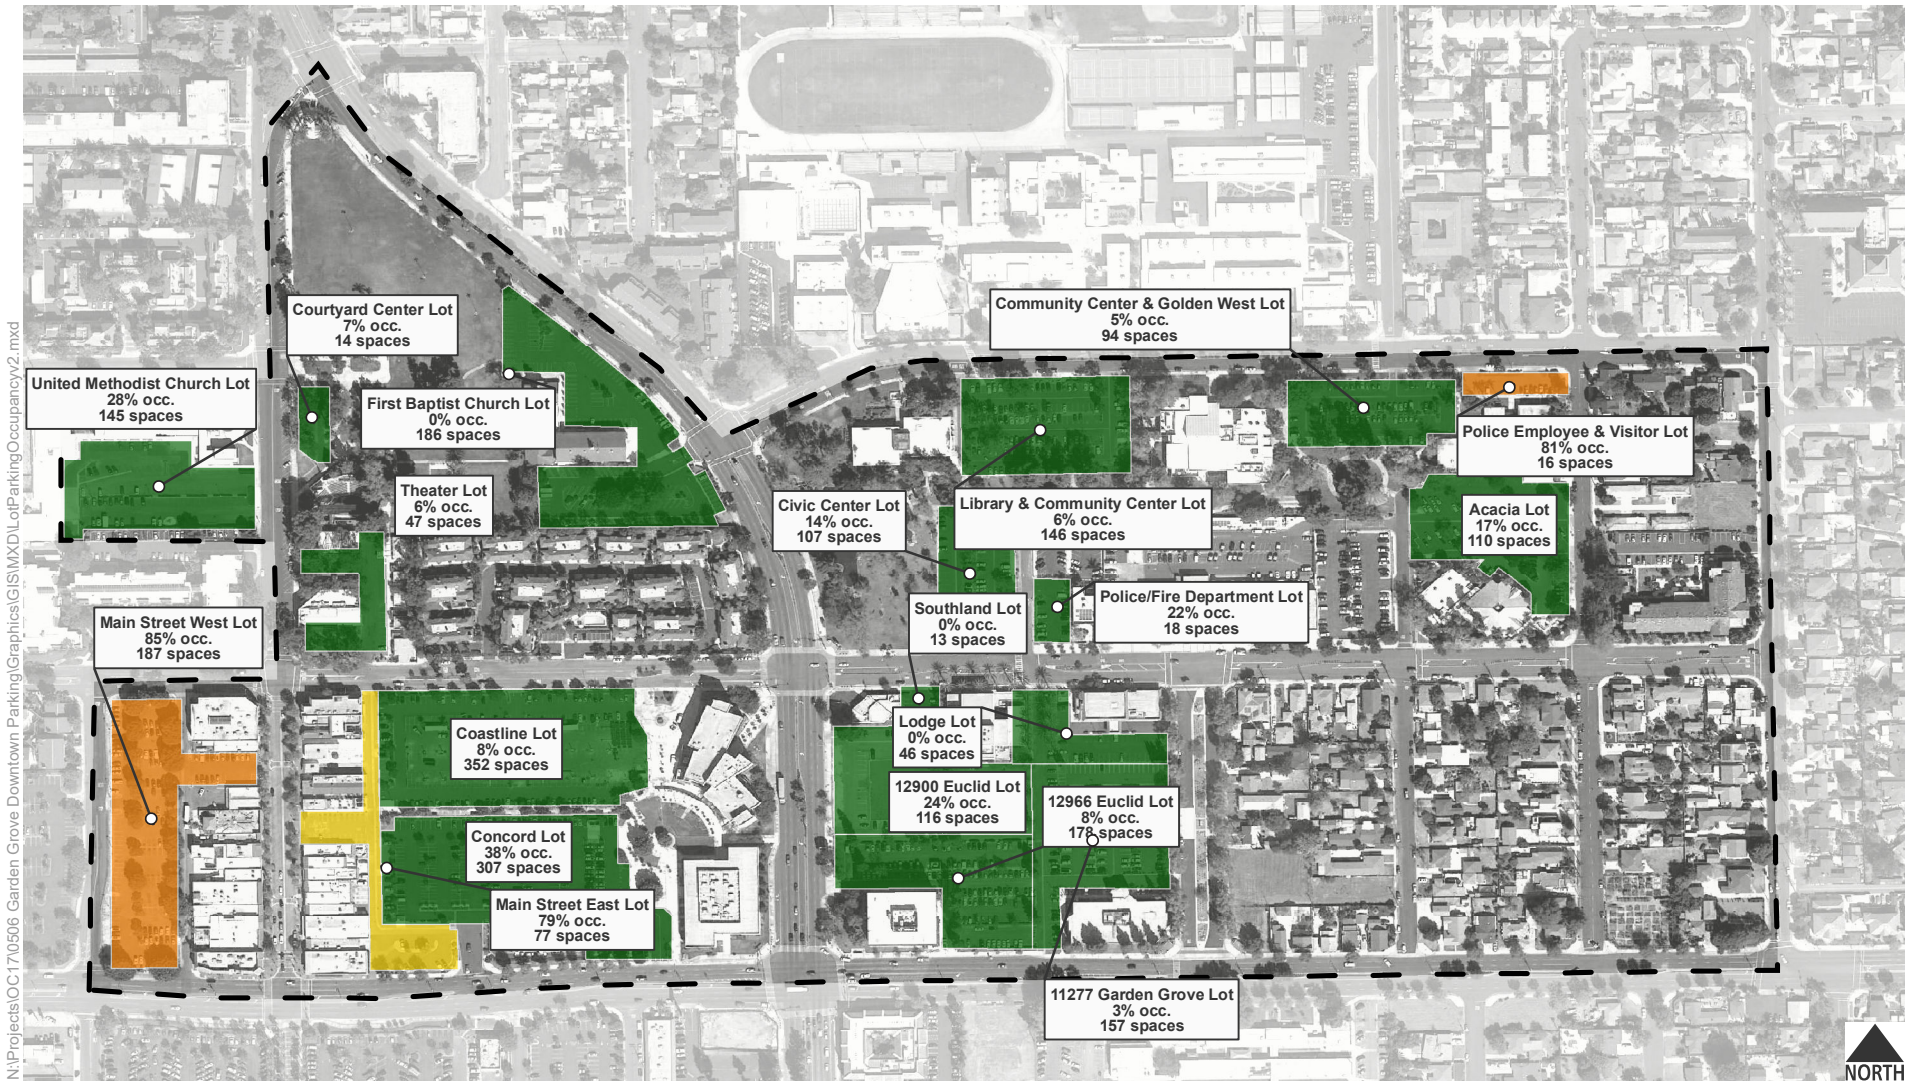 Community Center & Golden West Lot
5% occ.
94 spaces
Courtyard Center Lot
7% occ.
14 spaces
United Methodist Church Lot
28% occ.
145 spaces
First Baptist Church Lot
0% occ.
186 spaces
Police Employee & Visitor Lot
81% occ.
16 spaces
Theater Lot
6% occ.
47 spaces
Civic Center Lot
14% occ.
107 spaces
Library & Community Center Lot
6% occ.
146 spaces
Acacia Lot
17% occ.
110 spaces
Police/Fire Department Lot
22% occ.
18 spaces
Southland Lot
0% occ.
13 spaces
Main Street West Lot
85% occ.
187 spaces
Lodge Lot
0% occ.
46 spaces
Coastline Lot
8% occ.
352 spaces
12900 Euclid Lot
24% occ.
116 spaces
12966 Euclid Lot
8% occ.
178 spaces
Concord Lot
38% occ.
307 spaces
Main Street East Lot
79% occ.
77 spaces
11277 Garden Grove Lot
3% occ.
157 spaces
N:\Projects\OC17\0506 Garden Grove Downtown Parking\Graphics\GIS\MXD\LotParkingOccupancyv2.mxd
NORTH